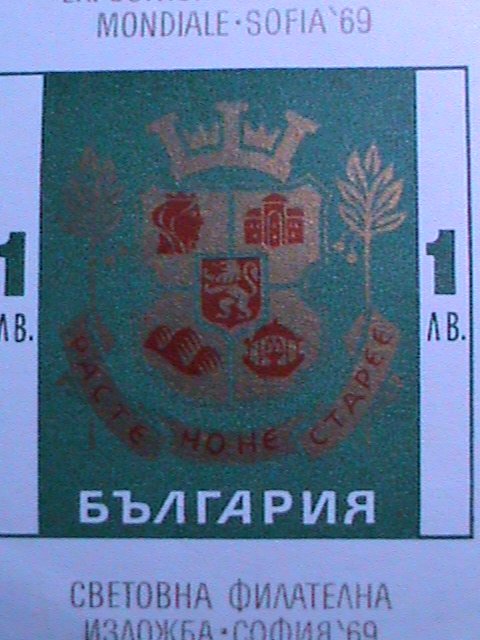 MONDIALE·SOFIA'69
1 1
ЛВ. ЛВ.
РАСТЕ НО НЕ СТАРЕЕ
БЪЛГАРИЯ
СВЕТОВНА ФИЛАТЕЛНА
ИЗЛОЖБА·СОФИЯ'69